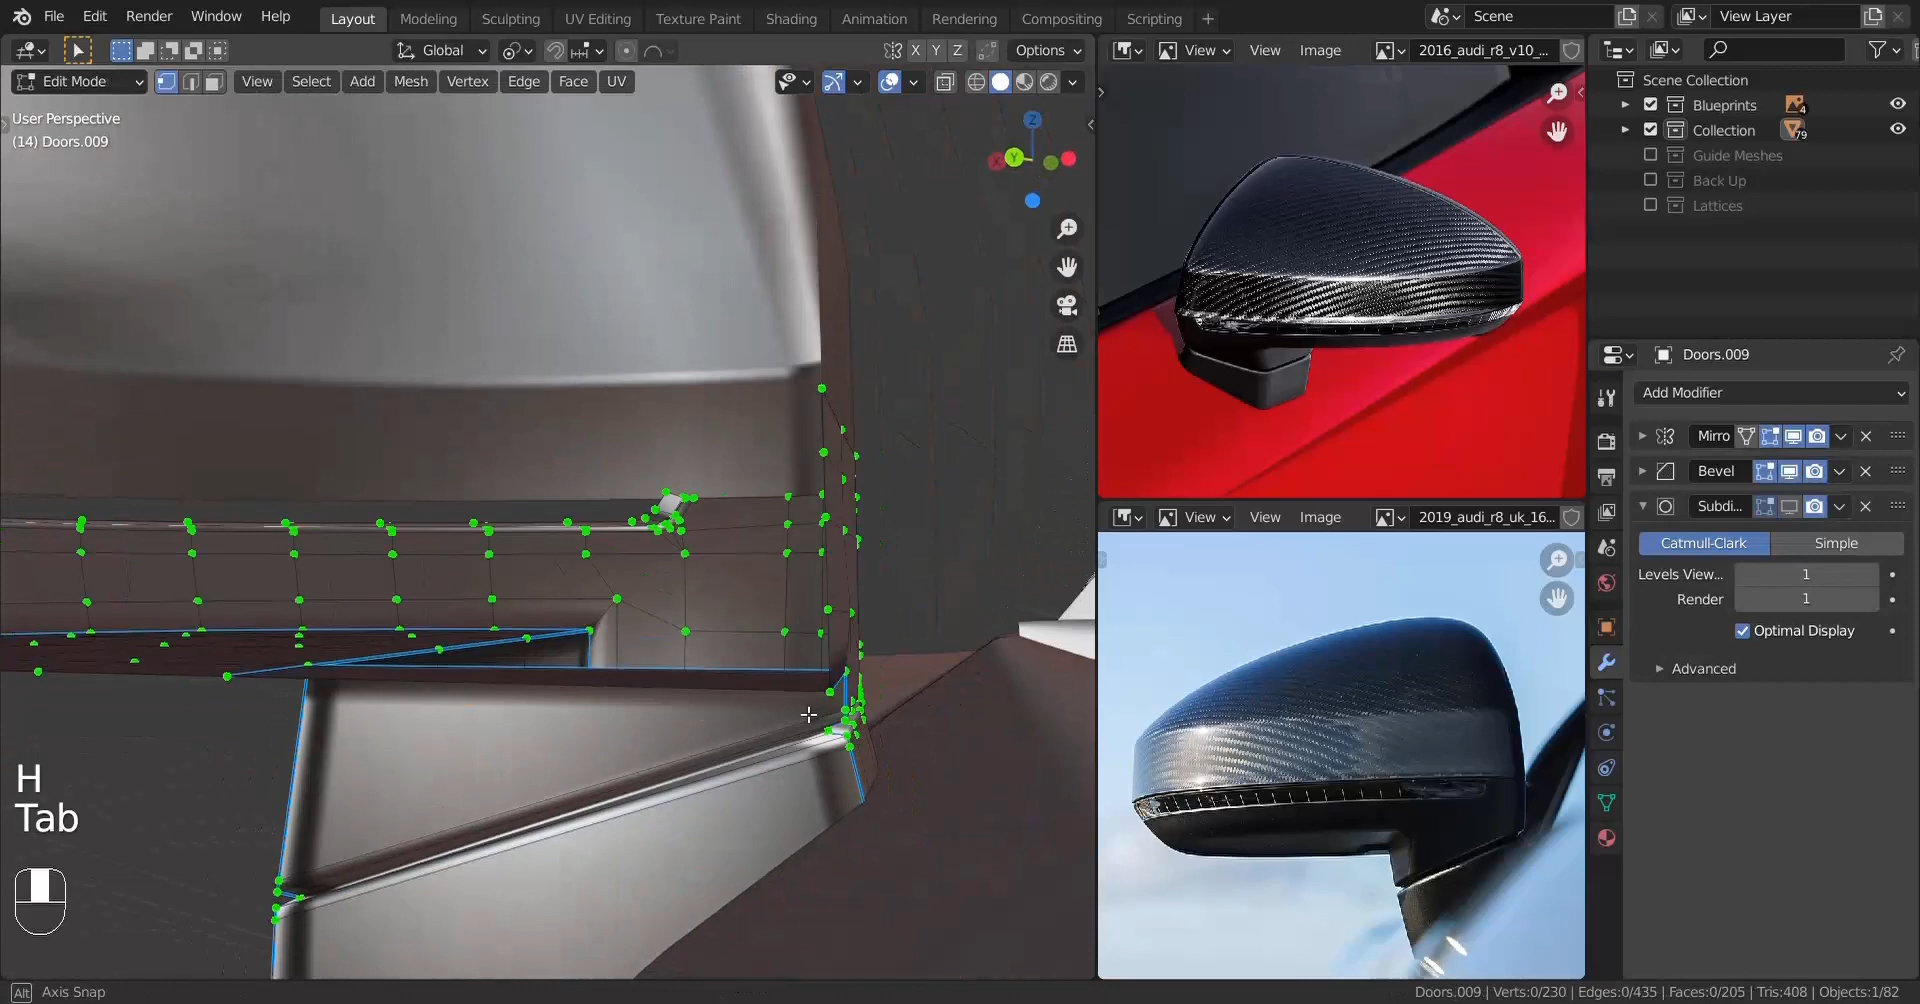 File Edit Render Window Help
Layout Modeling Sculpting UV Editing Texture Paint Shading Animation Rendering Compositing Scripting +
Scene
View Layer
Global
X Y Z
Options
View View Image
2016_audi_r8_v10_...
Edit Mode
View Select Add Mesh Vertex Edge Face UV
User Perspective
(14) Doors.009
Z
Y
X
Scene Collection
Blueprints
4
Collection
79
Guide Meshes
Back Up
Lattices
Doors.009
Add Modifier
Mirro
Bevel
Subdi...
View View Image
2019_audi_r8_uk_16...
Catmull-Clark Simple
Levels View... 1
Render 1
Optimal Display
Advanced
H
Tab
Alt Axis Snap
Doors.009 | Verts:0/230 | Edges:0/435 | Faces:0/205 | Tris:408 | Objects:1/82